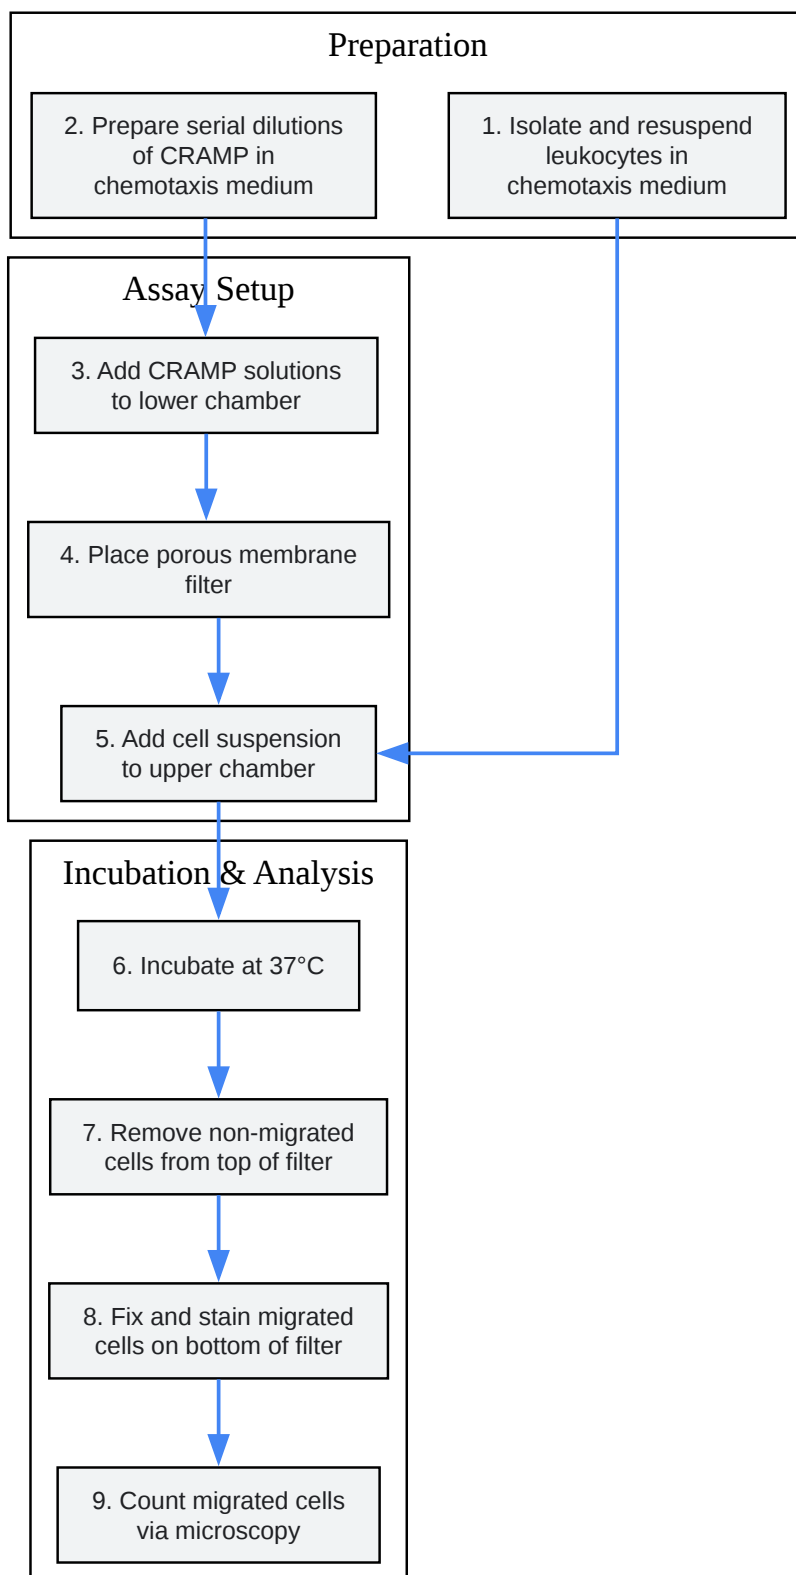 Preparation
2. Prepare serial dilutions
of CRAMP in
chemotaxis medium
1. Isolate and resuspend
leukocytes in
chemotaxis medium
Assay Setup
3. Add CRAMP solutions
to lower chamber
4. Place porous membrane
filter
5. Add cell suspension
to upper chamber
Incubation & Analysis
6. Incubate at 37°C
7. Remove non-migrated
cells from top of filter
8. Fix and stain migrated
cells on bottom of filter
9. Count migrated cells
via microscopy